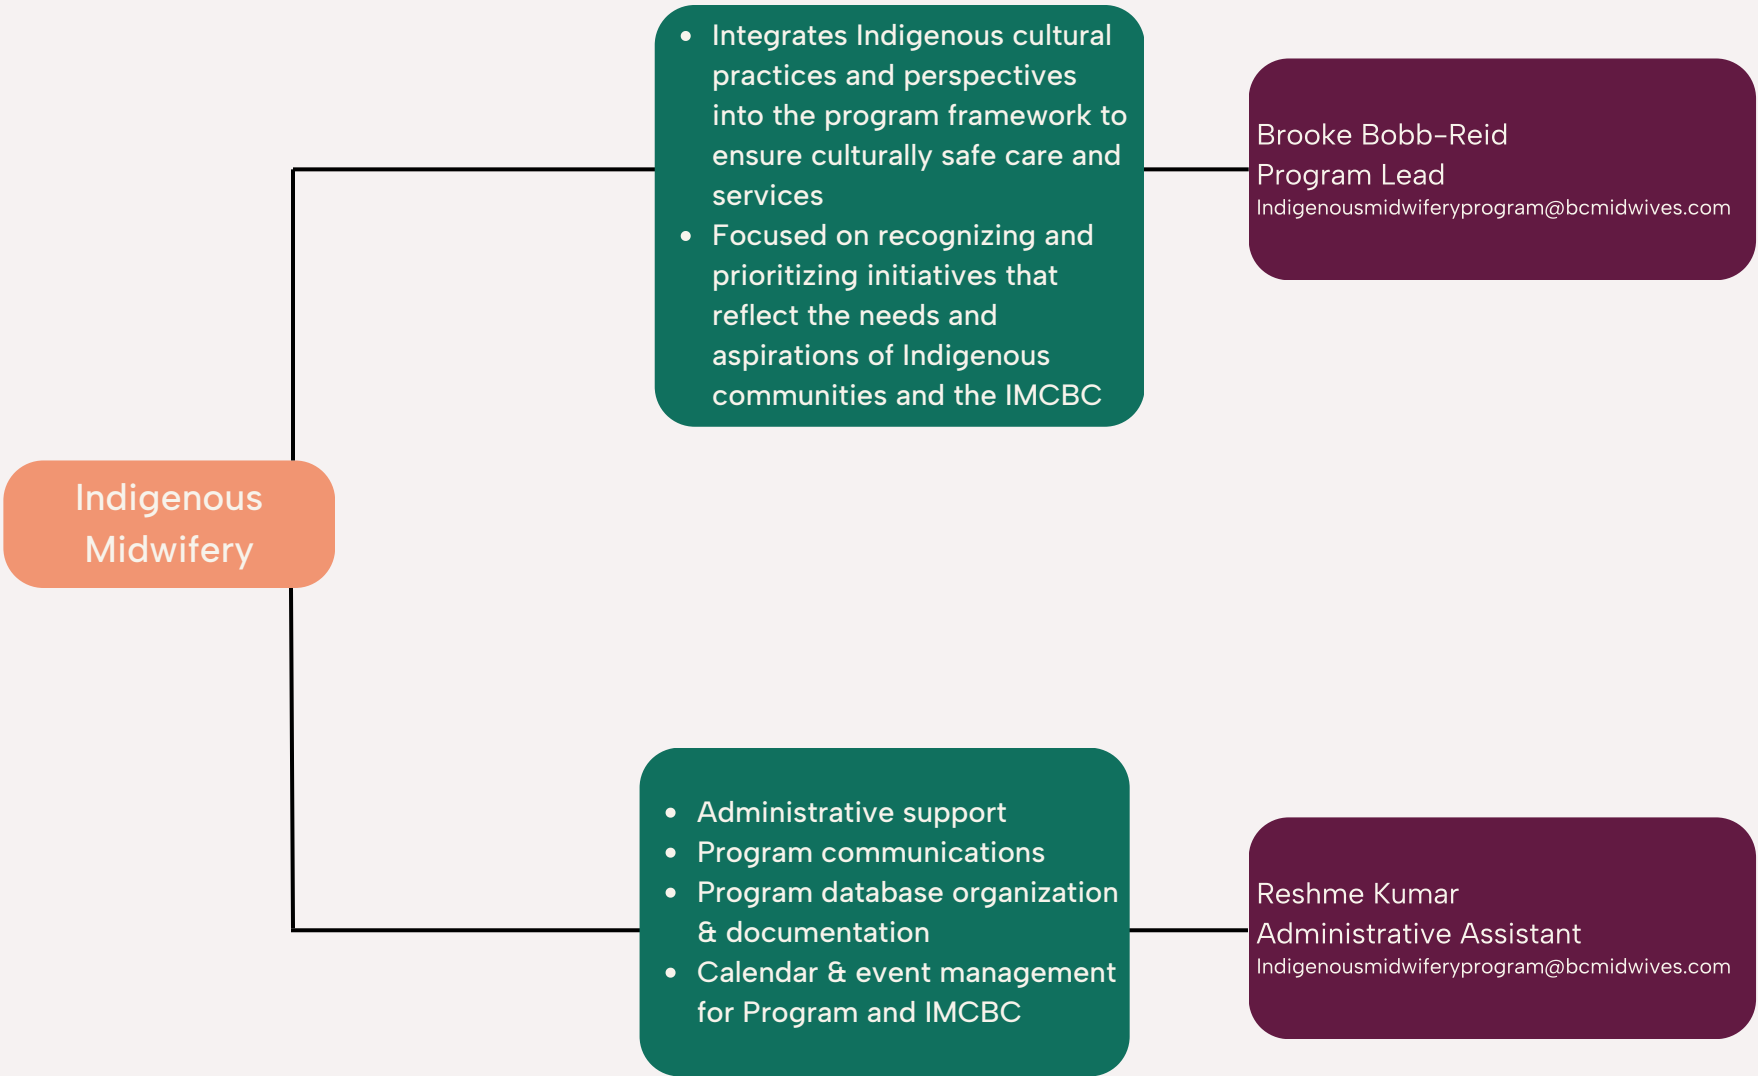 Indigenous
Midwifery
• Integrates Indigenous cultural
practices and perspectives
into the program framework to
ensure culturally safe care and
services
• Focused on recognizing and
prioritizing initiatives that
reflect the needs and
aspirations of Indigenous
communities and the IMCBC
Brooke Bobb-Reid
Program Lead
Indigenousmidwiferyprogram@bcmidwives.com
• Administrative support
• Program communications
• Program database organization
& documentation
• Calendar & event management
for Program and IMCBC
Reshme Kumar
Administrative Assistant
Indigenousmidwiferyprogram@bcmidwives.com